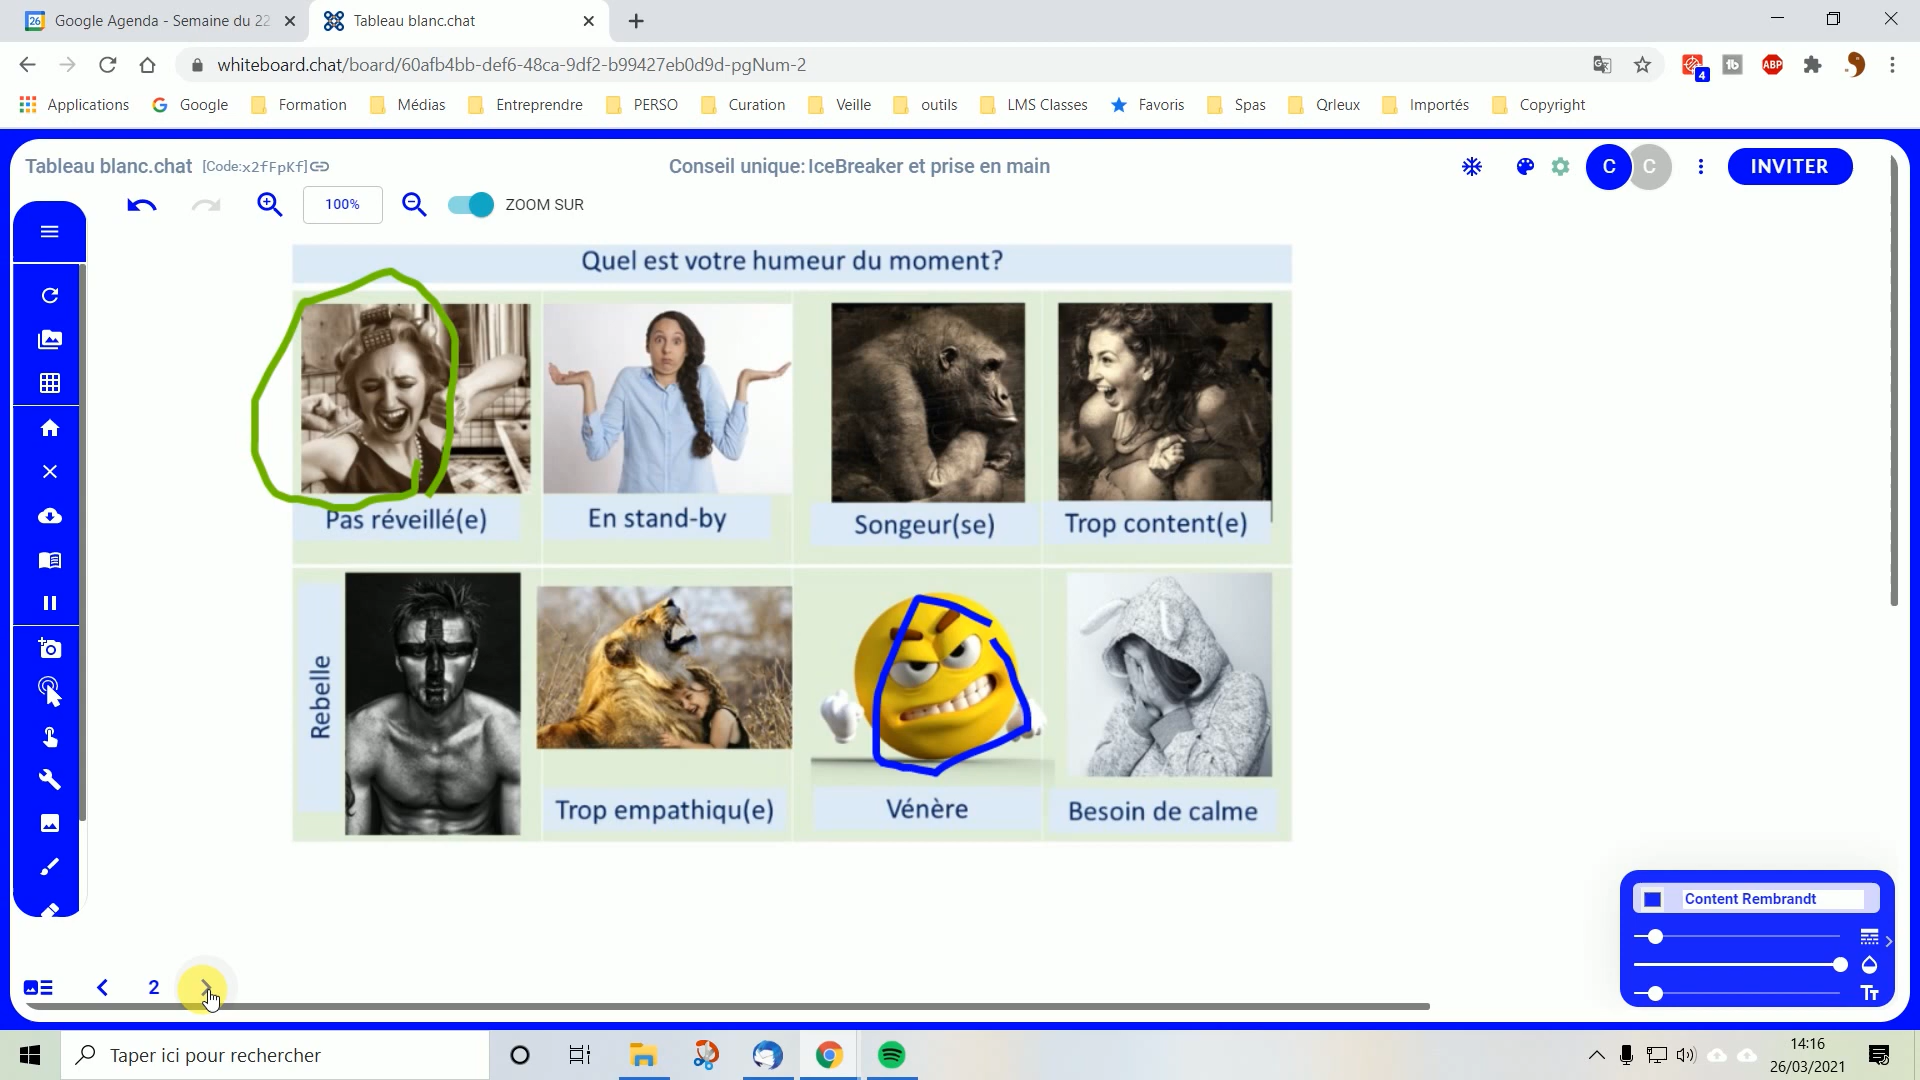 Google Agenda - Semaine du 22
Tableau blanc.chat
whiteboard.chat/board/60afb4bb-def6-48ca-9df2-b99427eb0d9d-pgNum-2
4
ABP
Applications
Google
Formation
Médias
Entreprendre
PERSO
Curation
Veille
outils
LMS Classes
Favoris
Spas
Qrleux
Importés
Copyright
Tableau blanc.chat [Code:x2fFpKf]
Conseil unique: IceBreaker et prise en main
C
C
INVITER
100%
ZOOM SUR
Quel est votre humeur du moment?
Pas réveillé(e)
En stand-by
Songeur(se)
Trop content(e)
Rebelle
Trop empathiqu(e)
Vénère
Besoin de calme
Content Rembrandt
Tт
2
Taper ici pour rechercher
14:16
26/03/2021